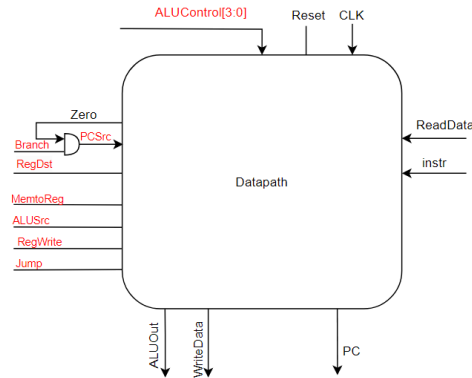 ALUControl[3:0]
Reset
CLK
Zero
Branch
PCSrc
ReadData
RegDst
instr
Datapath
MemtoReg
ALUSrc
RegWrite
Jump
ALUOut
WriteData
PC